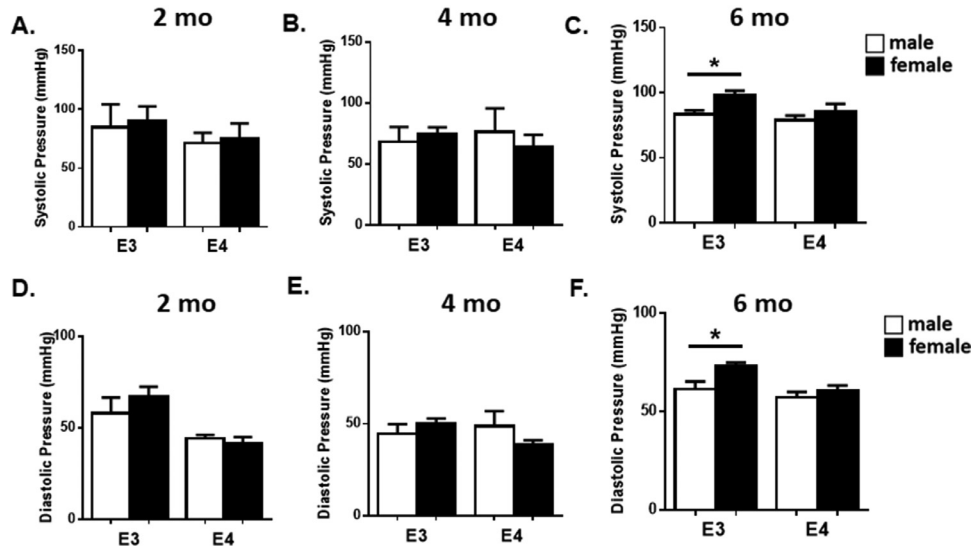 A.
2 mo
Systolic Pressure (mmHg)
150
100
50
0
E3
E4
B.
4 mo
Systolic Pressure (mmHg)
150
100
50
0
E3
E4
C.
6 mo
Systolic Pressure (mmHg)
150
100
50
0
*
E3
E4
male
female
D.
2 mo
Diastolic Pressure (mmHg)
100
50
0
E3
E4
E.
4 mo
Diastolic Pressure (mmHg)
100
50
0
E3
E4
F.
6 mo
Diastolic Pressure (mmHg)
100
50
0
*
E3
E4
male
female